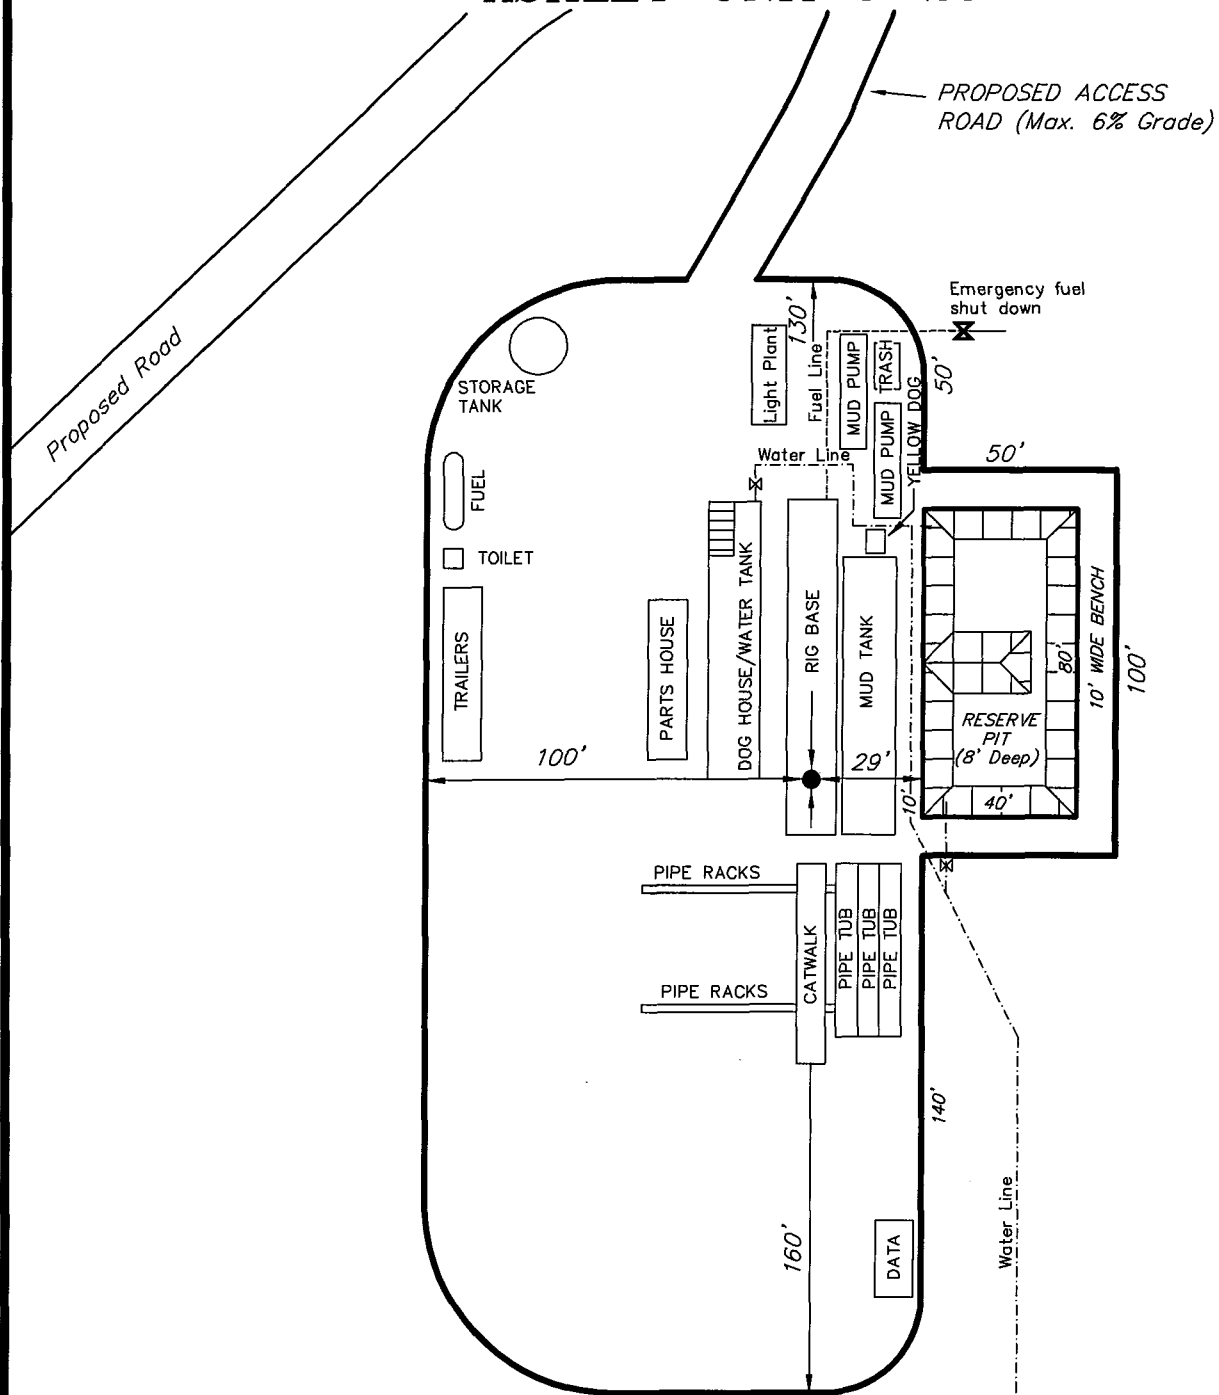 PROPOSED ACCESS
ROAD (Max. 6% Grade)
Proposed Road
Emergency fuel
shut down
130'
50'
Light Plant
Fuel Line
MUD PUMP
TRASH
MUD PUMP
YELLOW DOG
STORAGE
TANK
Water Line
50'
FUEL
TOILET
TRAILERS
PARTS HOUSE
DOG HOUSE/WATER TANK
RIG BASE
MUD TANK
80'
10' WIDE BENCH
100'
RESERVE
PIT
(8' Deep)
40'
100'
29'
10'
PIPE RACKS
CATWALK
PIPE TUB
PIPE TUB
PIPE TUB
PIPE RACKS
140'
160'
DATA
Water Line